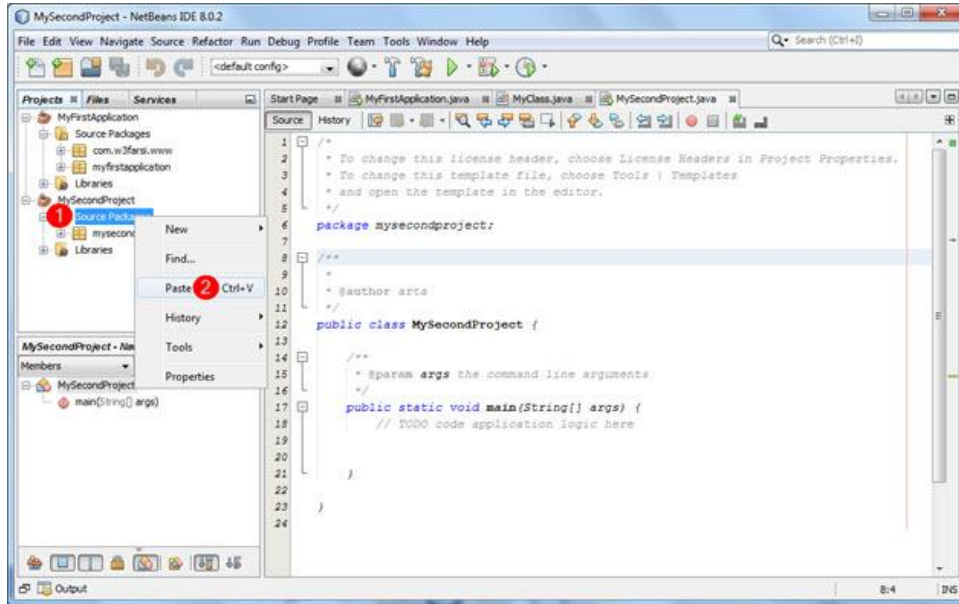 MySecondProject - NetBeans IDE 8.0.2
File Edit View Navigate Source Refactor Run Debug Profile Team Tools Window Help
Search (Ctrl+I)
<default config>
Projects Files Services
MyFirstApplication
Source Packages
com.w3farsi.www
myfirstapplication
Libraries
MySecondProject
1 Source Packages
mysecond
Libraries
New
Find...
Paste 2 Ctrl+V
History
Tools
Properties
MySecondProject - Na
Members
MySecondProject
main(String[] args)
Start Page MyFirstApplication.java MyClass.java MySecondProject.java
Source History
1 /*
2 * To change this license header, choose License Headers in Project Properties.
3 * To change this template file, choose Tools | Templates
4 * and open the template in the editor.
5 */
6 package mysecondproject;
7
8 /**
9 *
10 * @author arta
11 */
12 public class MySecondProject {
13
14 /**
15 * @param args the command line arguments
16 */
17 public static void main(String[] args) {
18 // TODO code application logic here
19
20
21 }
22
23 }
24
Output
8:4 INS